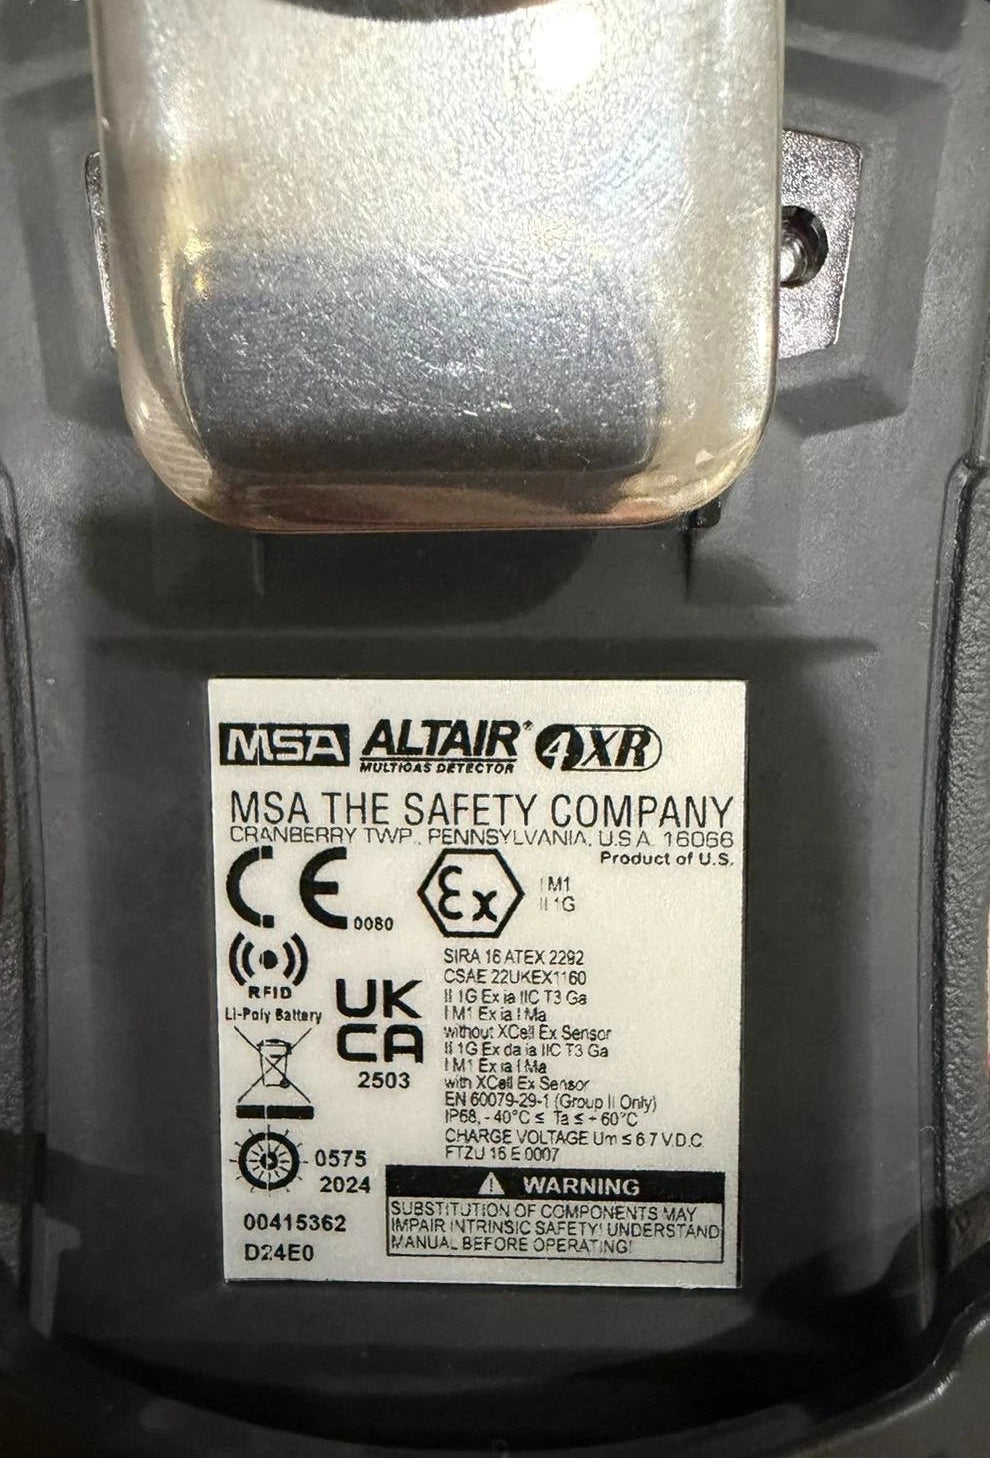 MSA ALTAIR® 4XR
MULTIGAS DETECTOR
MSA THE SAFETY COMPANY
CRANBERRY TWP., PENNSYLVANIA, U.S.A. 16066
Product of U.S.
CE 0080
Ex
I M1
II 1G
SIRA 16 ATEX 2292
CSAE 22UKEX1160
II 1G Ex ia IIC T3 Ga
I M1 Ex ia I Ma
without XCell Ex Sensor
II 1G Ex da ia IIC T3 Ga
I M1 Ex ia I Ma
with XCell Ex Sensor
EN 60079-29-1 (Group II Only)
IP68, -40°C ≤ Ta ≤ +60°C
CHARGE VOLTAGE Um ≤ 6.7 V.D.C.
FTZU 16 E 0007
RFID
Li-Poly Battery
UK
CA
2503
0575
2024
00415362
D24E0
WARNING
SUBSTITUTION OF COMPONENTS MAY
IMPAIR INTRINSIC SAFETY! UNDERSTAND
MANUAL BEFORE OPERATING!